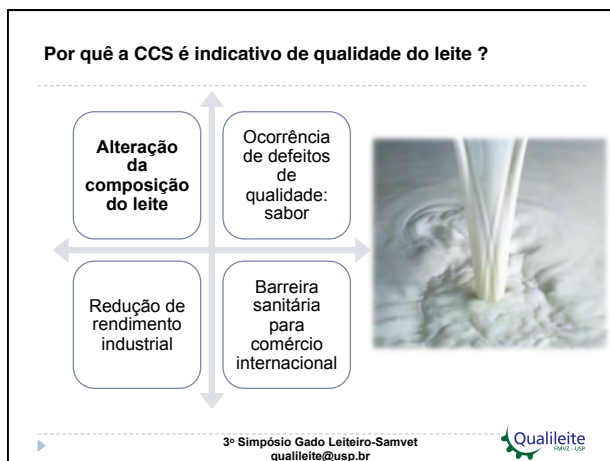 Por quê a CCS é indicativo de qualidade do leite ?
Alteração
da
composição
do leite
Ocorrência
de defeitos
de
qualidade:
sabor
Redução de
rendimento
industrial
Barreira
sanitária
para
comércio
internacional
3º Simpósio Gado Leiteiro-Samvet
qualileite@usp.br
Qualileite
FMVZ - USP